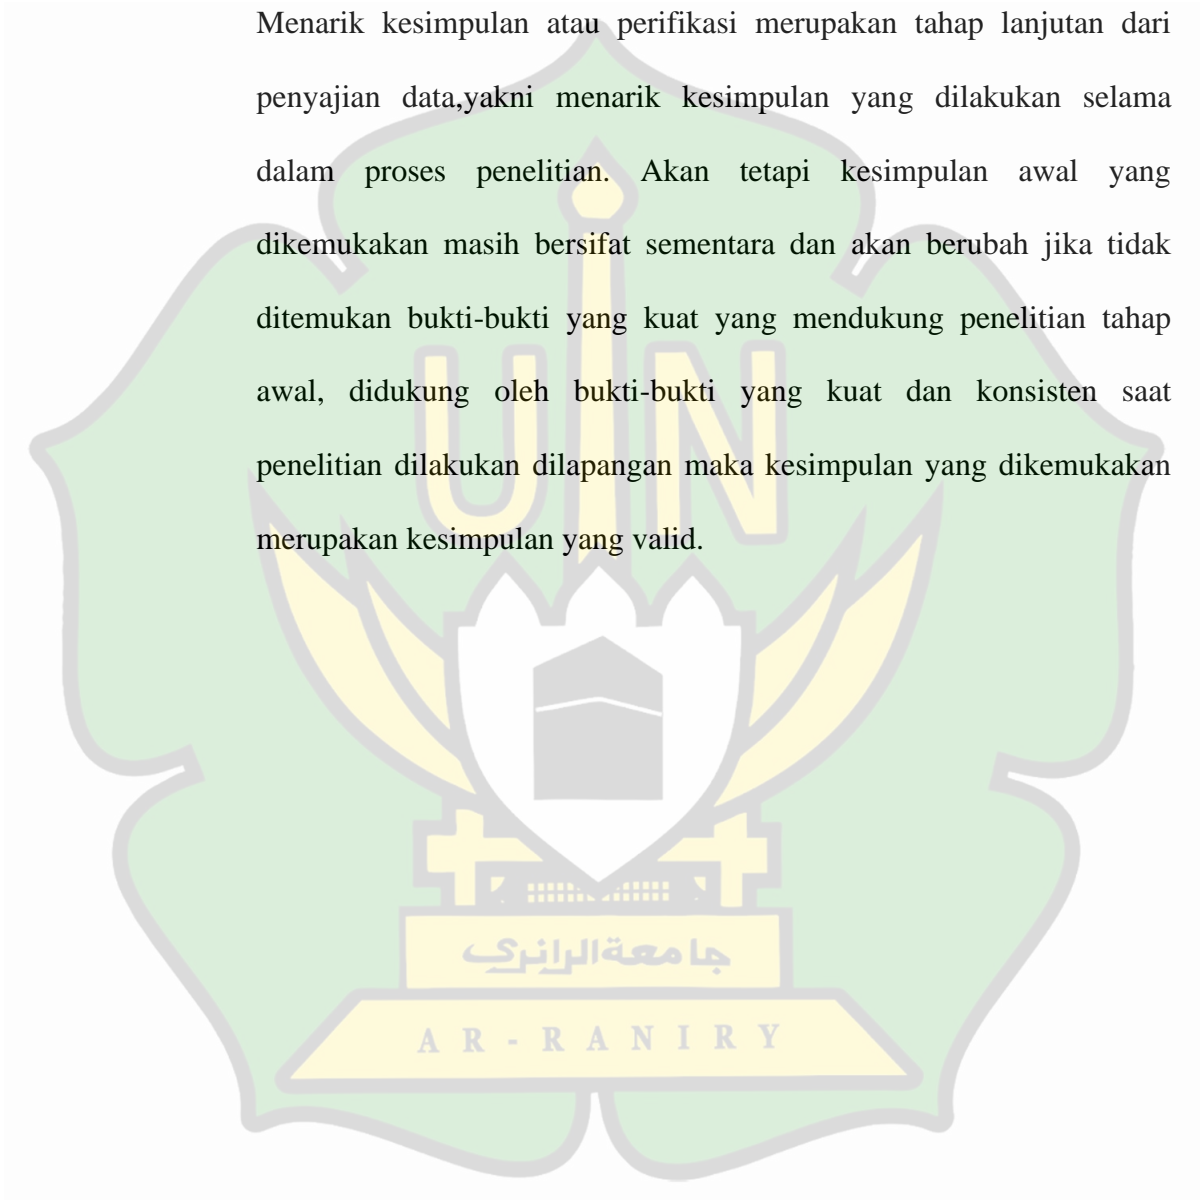 Menarik kesimpulan atau perifikasi merupakan tahap lanjutan dari
penyajian data,yakni menarik kesimpulan yang dilakukan selama
dalam proses penelitian. Akan tetapi kesimpulan awal yang
dikemukakan masih bersifat sementara dan akan berubah jika tidak
ditemukan bukti-bukti yang kuat yang mendukung penelitian tahap
awal, didukung oleh bukti-bukti yang kuat dan konsisten saat
penelitian dilakukan dilapangan maka kesimpulan yang dikemukakan
merupakan kesimpulan yang valid.
UIN
جامعةالرانرى
AR-RANIRY